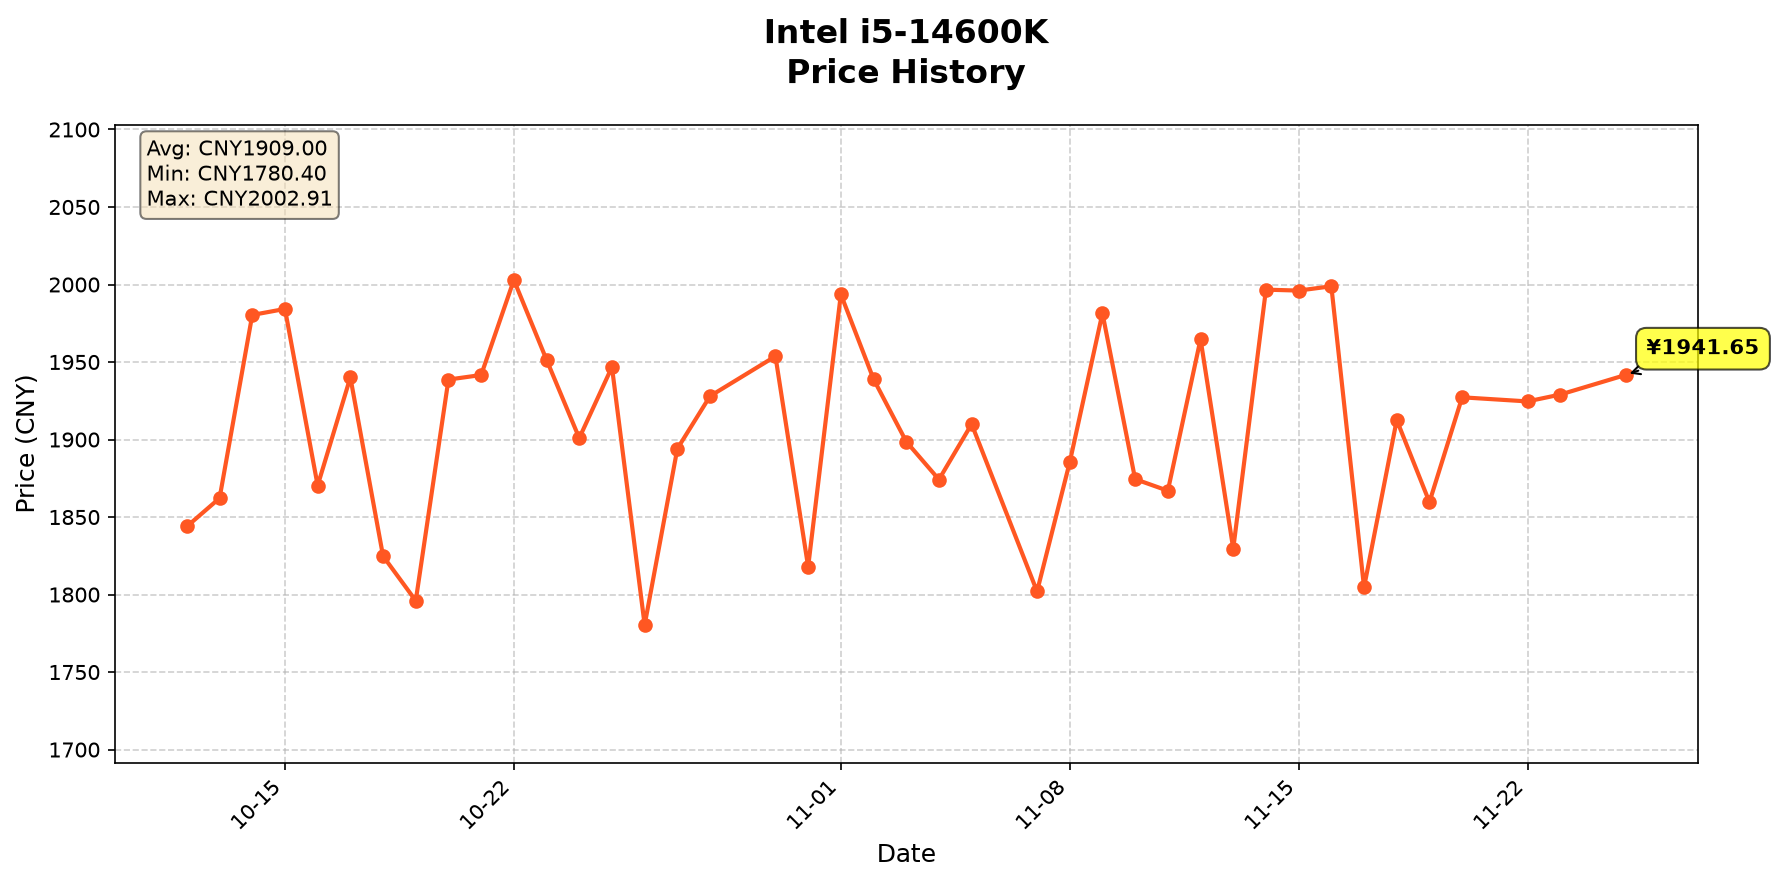 Intel i5-14600K
Price History
Avg: CNY1909.00
Min: CNY1780.40
Max: CNY2002.91
¥1941.65
Price (CNY)
2100
2050
2000
1950
1900
1850
1800
1750
1700
10-15
10-22
11-01
11-08
11-15
11-22
Date